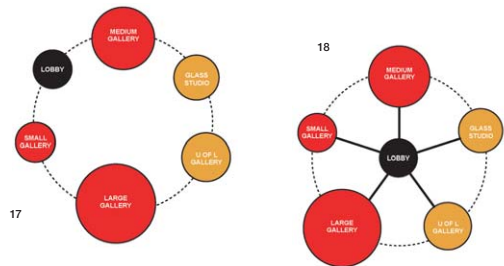 MEDIUM
GALLERY
LOBBY
GLASS
STUDIO
SMALL
GALLERY
U OF L
GALLERY
LARGE
GALLERY
17
18
MEDIUM
GALLERY
SMALL
GALLERY
GLASS
STUDIO
LOBBY
LARGE
GALLERY
U OF L
GALLERY